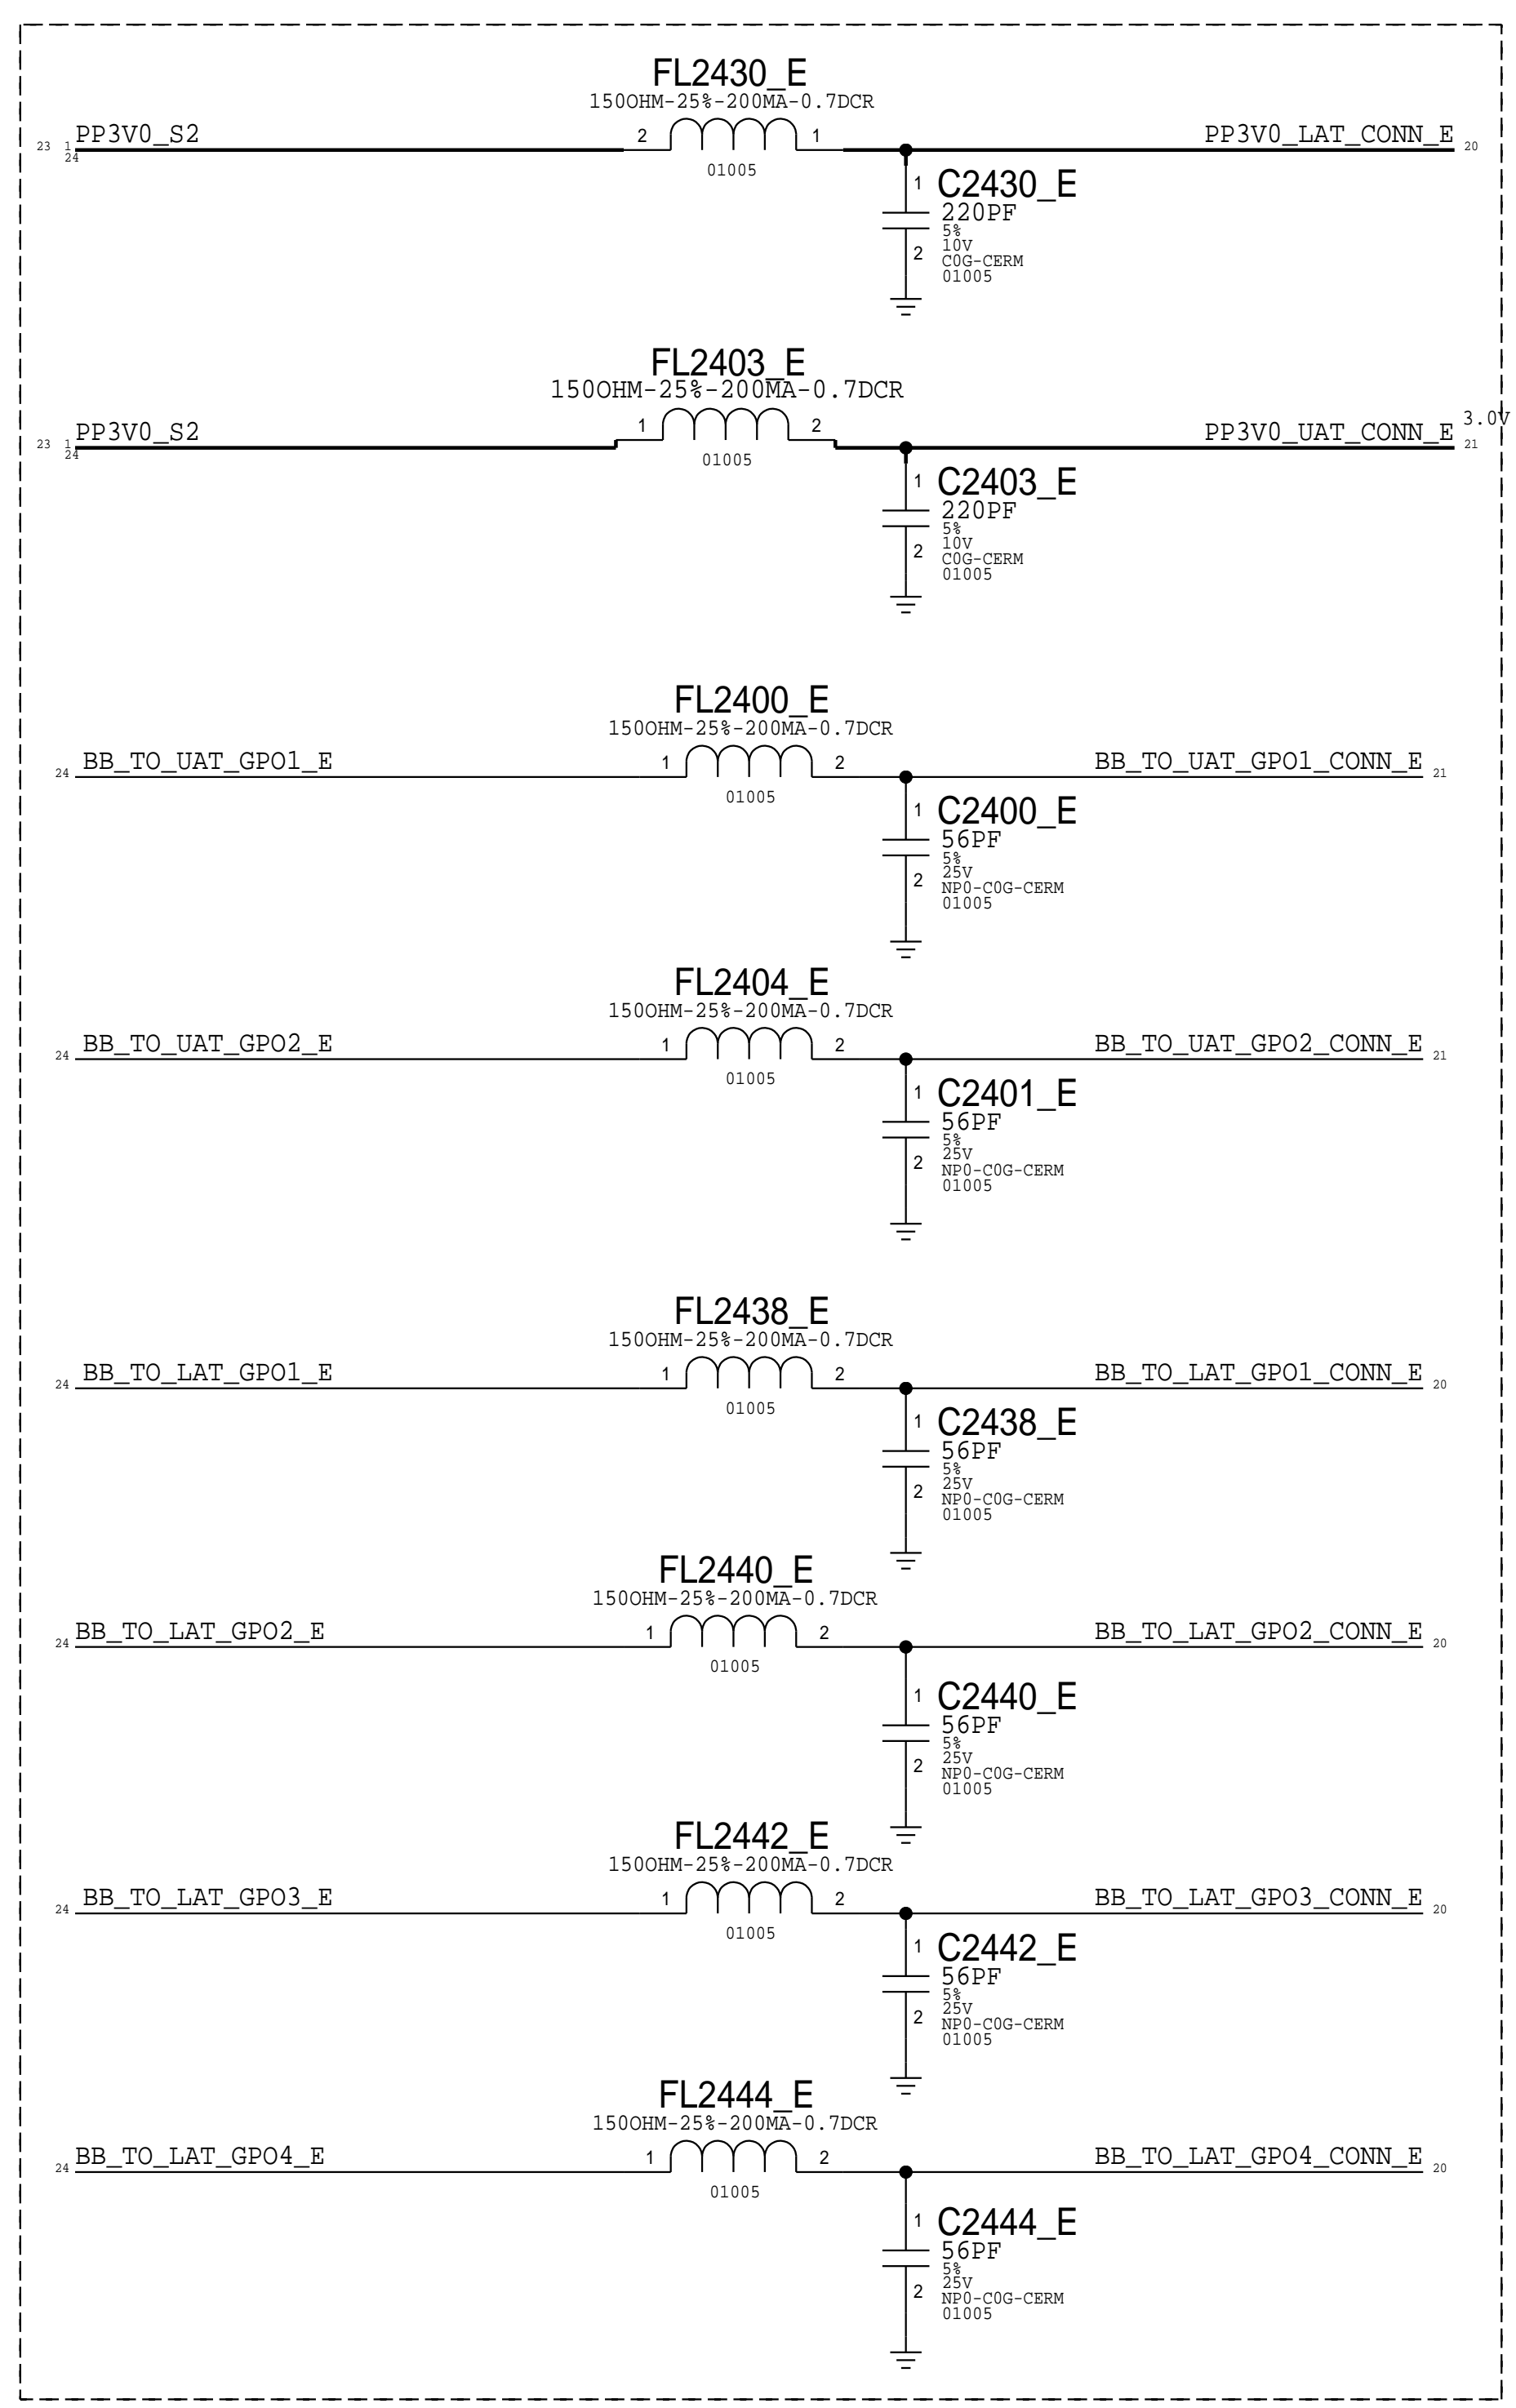 FL2430_E
150OHM-25%-200MA-0.7DCR
23 1 PP3V0_S2 2 1 PP3V0_LAT_CONN_E 20
24
01005
1 C2430_E
220PF
5%
10V
2 C0G-CERM
01005
FL2403_E
150OHM-25%-200MA-0.7DCR
3.0V
23 1 PP3V0_S2 1 2 PP3V0_UAT_CONN_E 21
24
01005
1 C2403_E
220PF
5%
10V
2 C0G-CERM
01005
FL2400_E
150OHM-25%-200MA-0.7DCR
24 BB_TO_UAT_GPO1_E 1 2 BB_TO_UAT_GPO1_CONN_E 21
01005
1 C2400_E
56PF
5%
25V
2 NP0-C0G-CERM
01005
FL2404_E
150OHM-25%-200MA-0.7DCR
24 BB_TO_UAT_GPO2_E 1 2 BB_TO_UAT_GPO2_CONN_E 21
01005
1 C2401_E
56PF
5%
25V
2 NP0-C0G-CERM
01005
FL2438_E
150OHM-25%-200MA-0.7DCR
24 BB_TO_LAT_GPO1_E 1 2 BB_TO_LAT_GPO1_CONN_E 20
01005
1 C2438_E
56PF
5%
25V
2 NP0-C0G-CERM
01005
FL2440_E
150OHM-25%-200MA-0.7DCR
24 BB_TO_LAT_GPO2_E 1 2 BB_TO_LAT_GPO2_CONN_E 20
01005
1 C2440_E
56PF
5%
25V
2 NP0-C0G-CERM
01005
FL2442_E
150OHM-25%-200MA-0.7DCR
24 BB_TO_LAT_GPO3_E 1 2 BB_TO_LAT_GPO3_CONN_E 20
01005
1 C2442_E
56PF
5%
25V
2 NP0-C0G-CERM
01005
FL2444_E
150OHM-25%-200MA-0.7DCR
24 BB_TO_LAT_GPO4_E 1 2 BB_TO_LAT_GPO4_CONN_E 20
01005
1 C2444_E
56PF
5%
25V
2 NP0-C0G-CERM
01005